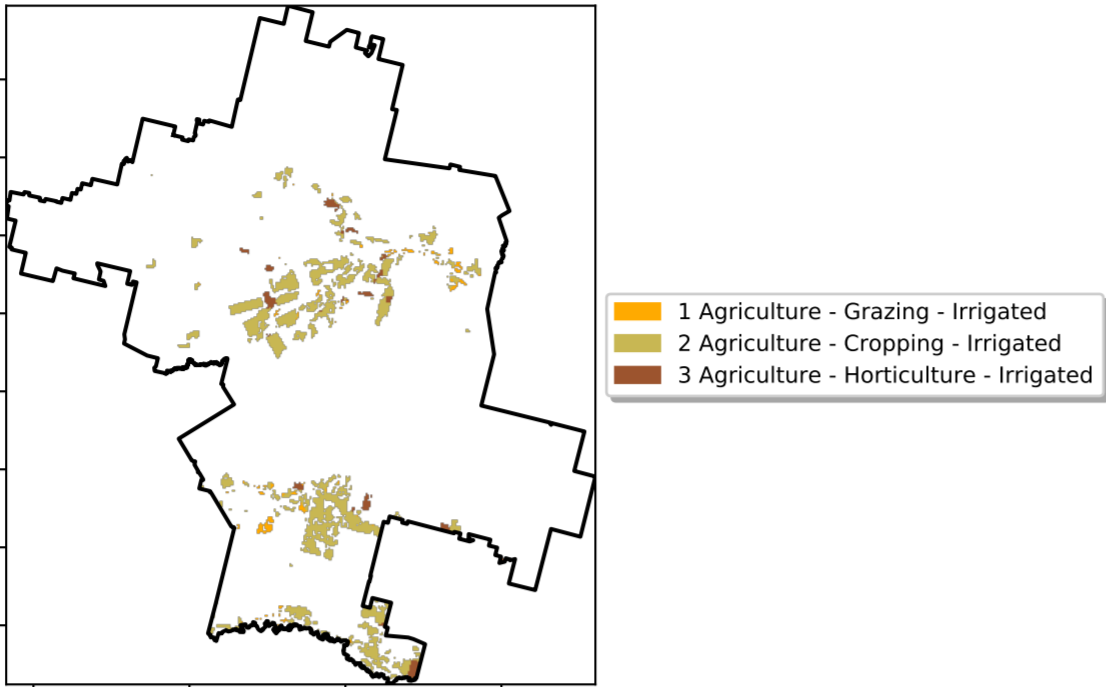 1 Agriculture - Grazing - Irrigated
2 Agriculture - Cropping - Irrigated
3 Agriculture - Horticulture - Irrigated